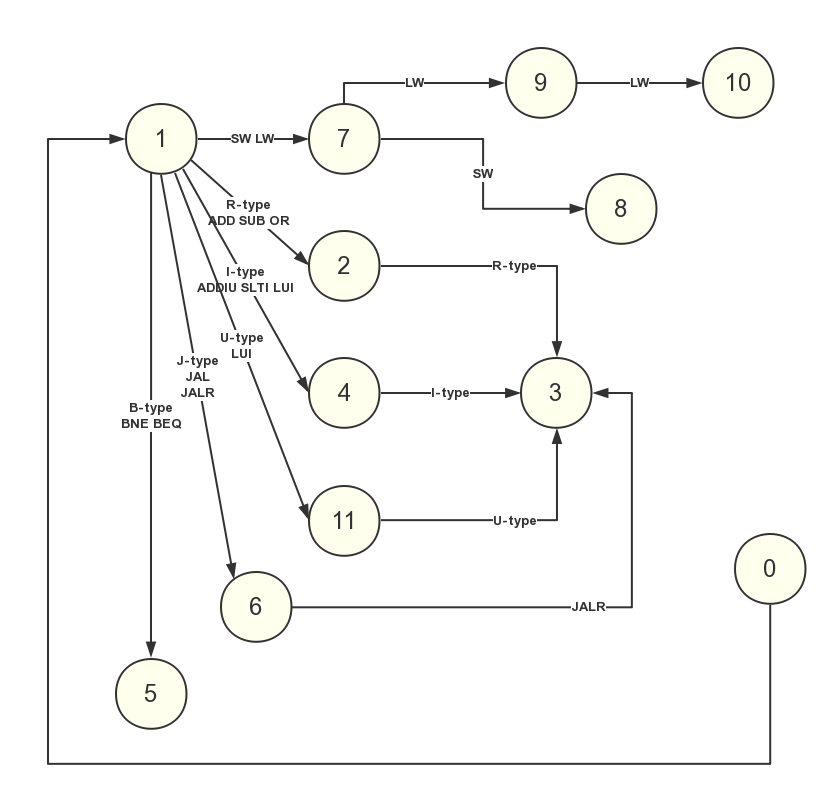 LW
LW
9
10
1
SW LW
7
SW
8
R-type
ADD SUB OR
2
R-type
I-type
ADDIU SLTI LUI
U-type
LUI
J-type
JAL
JALR
4
I-type
3
B-type
BNE BEQ
11
U-type
0
6
JALR
5